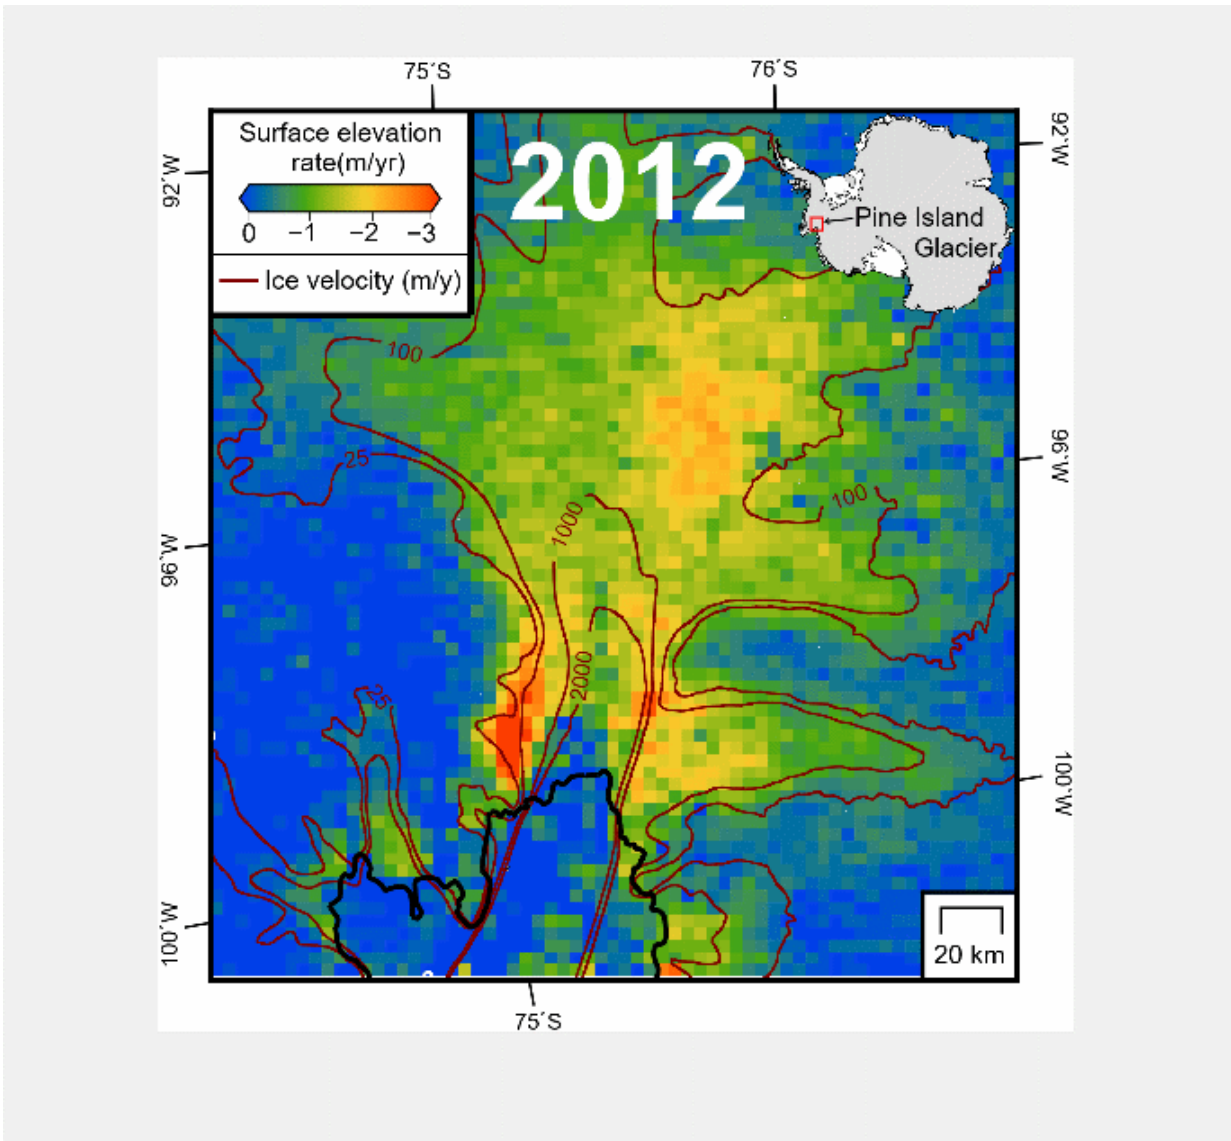 75´S
76´S
Surface elevation
rate(m/yr)
0 −1 −2 −3
Ice velocity (m/y)
2012
Pine Island
Glacier
92´W
92´W
100
25
96´W
1000
100
96´W
2000
25
100´W
100´W
20 km
75´S